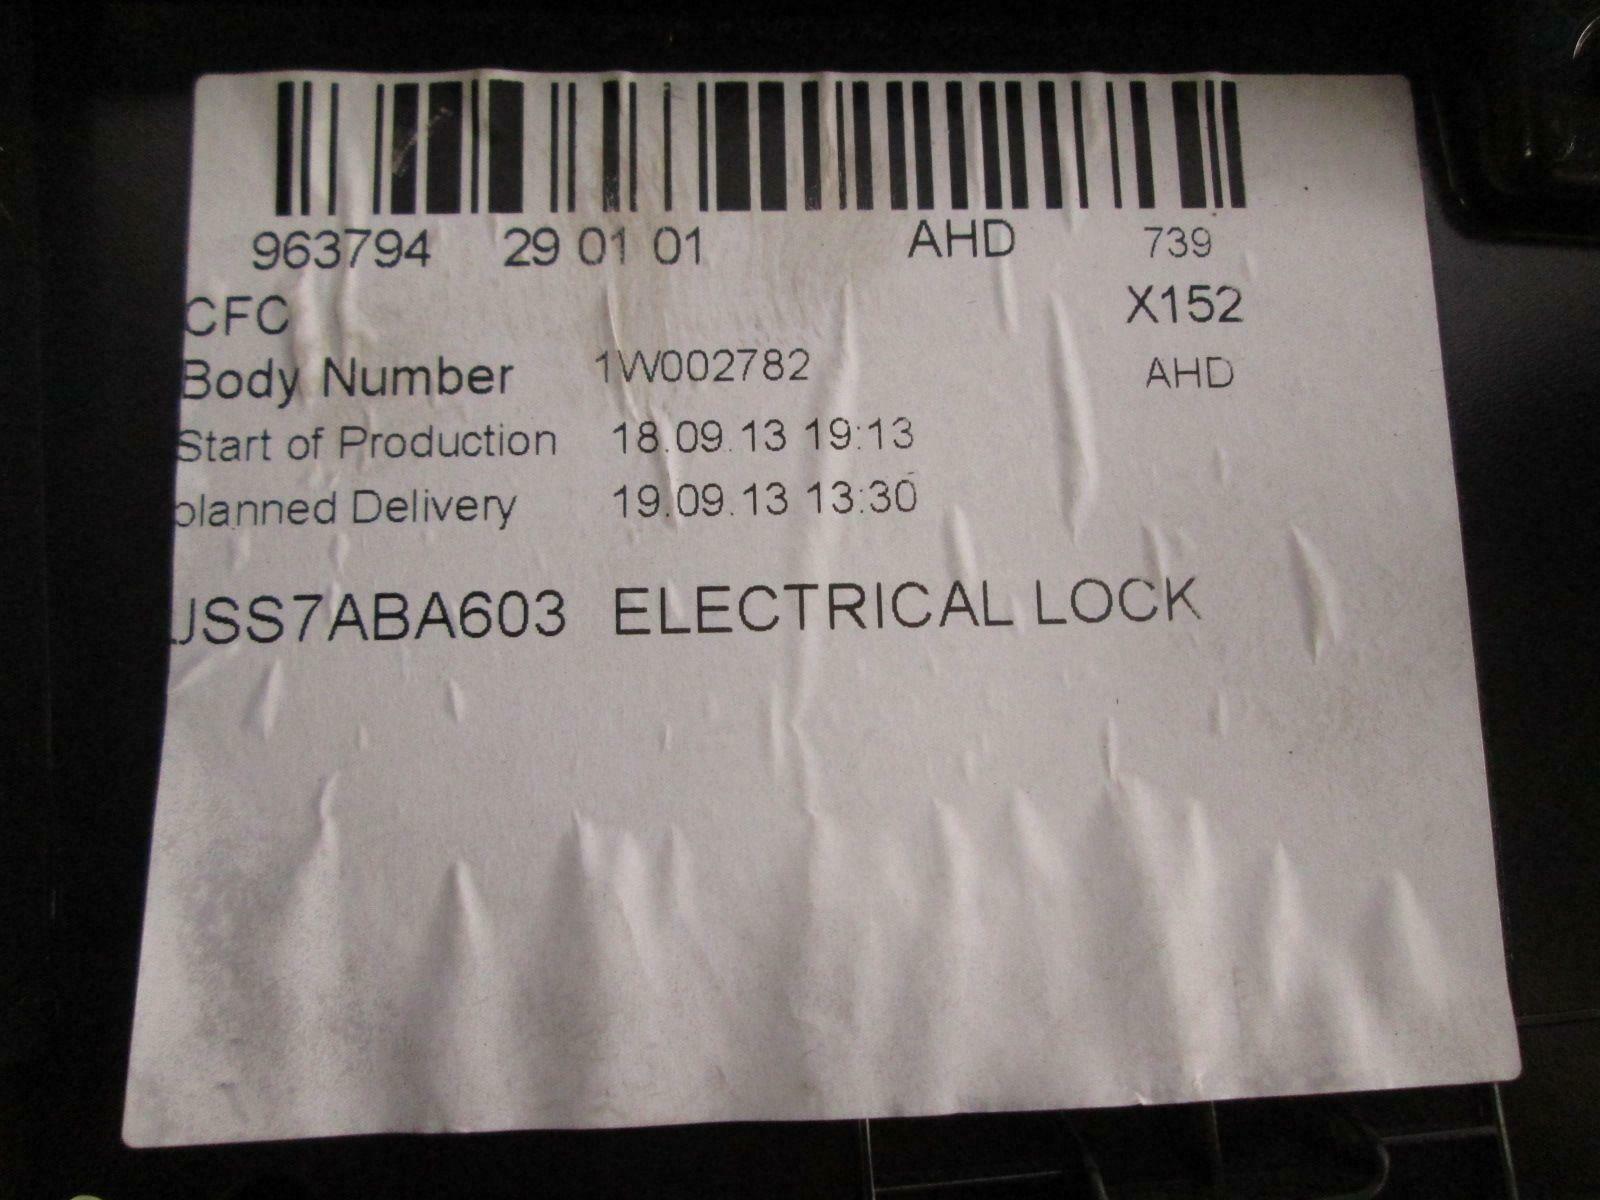 963794 29 01 01 AHD 739
CFC X152
Body Number 1W002782 AHD
Start of Production 18.09.13 19:13
planned Delivery 19.09.13 13:30
JSS7ABA603 ELECTRICAL LOCK